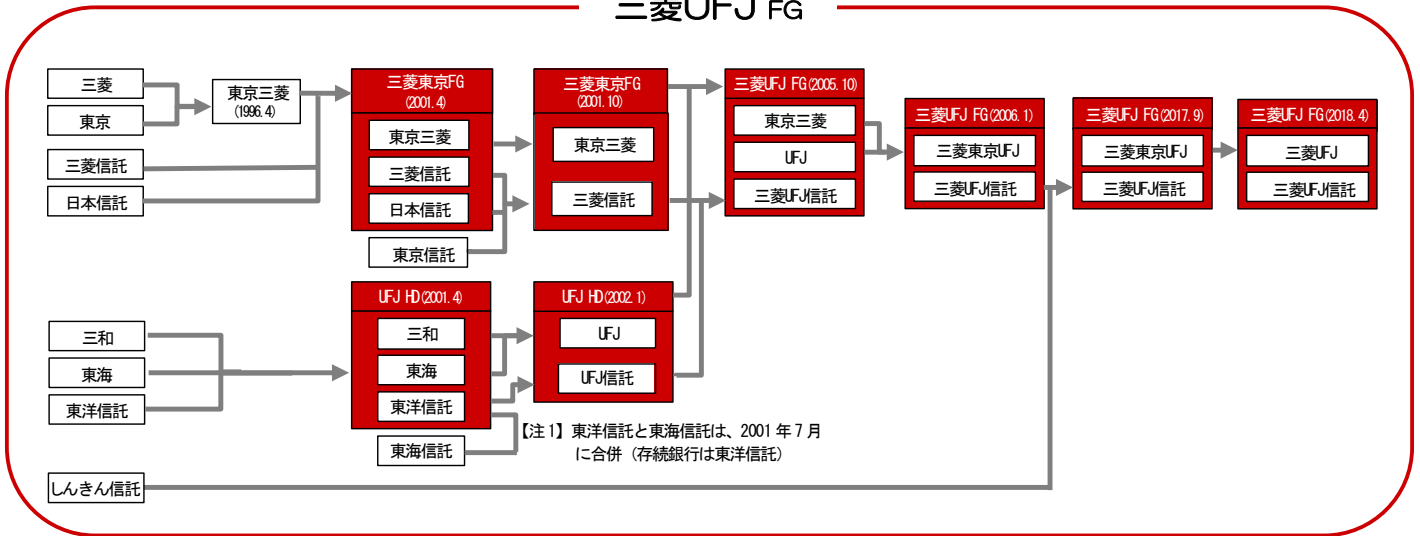 三菱UFJ FG
三菱
東京
三菱信託
日本信託
東京三菱
(1996.4)
三菱東京FG
(2001.4)
東京三菱
三菱信託
日本信託
東京信託
三菱東京FG
(2001.10)
東京三菱
三菱信託
三菱UFJ FG(2005.10)
東京三菱
UFJ
三菱UFJ信託
三菱UFJ FG(2006.1)
三菱東京UFJ
三菱UFJ信託
三菱UFJ FG(2017.9)
三菱東京UFJ
三菱UFJ信託
三菱UFJ FG(2018.4)
三菱UFJ
三菱UFJ信託
三和
東海
東洋信託
UFJ HD(2001.4)
三和
東海
東洋信託
東海信託
UFJ HD(2002.1)
UFJ
UFJ信託
【注1】東洋信託と東海信託は、2001年7月
に合併（存続銀行は東洋信託）
しんきん信託